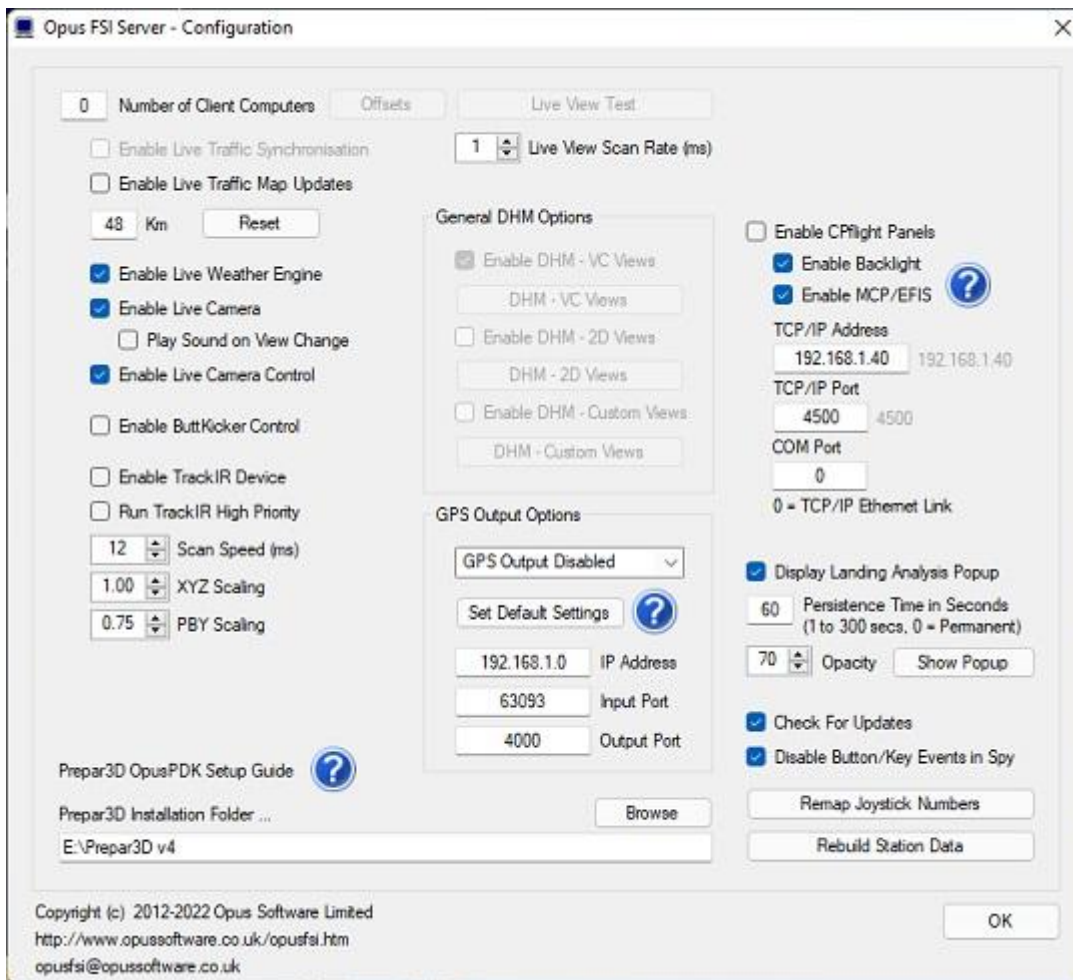 Opus FSI Server - Configuration
0 Number of Client Computers Offsets Live View Test
Enable Live Traffic Synchronisation
1 Live View Scan Rate (ms)
Enable Live Traffic Map Updates
48 Km Reset
Enable Live Weather Engine
Enable Live Camera
Play Sound on View Change
Enable Live Camera Control
Enable ButtKicker Control
Enable TrackIR Device
Run TrackIR High Priority
12 Scan Speed (ms)
1.00 XYZ Scaling
0.75 PBY Scaling
General DHM Options
Enable DHM - VC Views
DHM - VC Views
Enable DHM - 2D Views
DHM - 2D Views
Enable DHM - Custom Views
DHM - Custom Views
GPS Output Options
GPS Output Disabled
Set Default Settings ?
192.168.1.0 IP Address
63093 Input Port
4000 Output Port
Enable CPflight Panels
Enable Backlight
Enable MCP/EFIS ?
TCP/IP Address
192.168.1.40 192.168.1.40
TCP/IP Port
4500 4500
COM Port
0
0 = TCP/IP Ethernet Link
Display Landing Analysis Popup
60 Persistence Time in Seconds
(1 to 300 secs, 0 = Permanent)
70 Opacity Show Popup
Check For Updates
Disable Button/Key Events in Spy
Remap Joystick Numbers
Rebuild Station Data
Prepar3D OpusPDK Setup Guide ?
Prepar3D Installation Folder ... Browse
E:\Prepar3D v4
Copyright (c) 2012-2022 Opus Software Limited
http://www.opussoftware.co.uk/opusfsi.htm
opusfsi@opussoftware.co.uk
OK